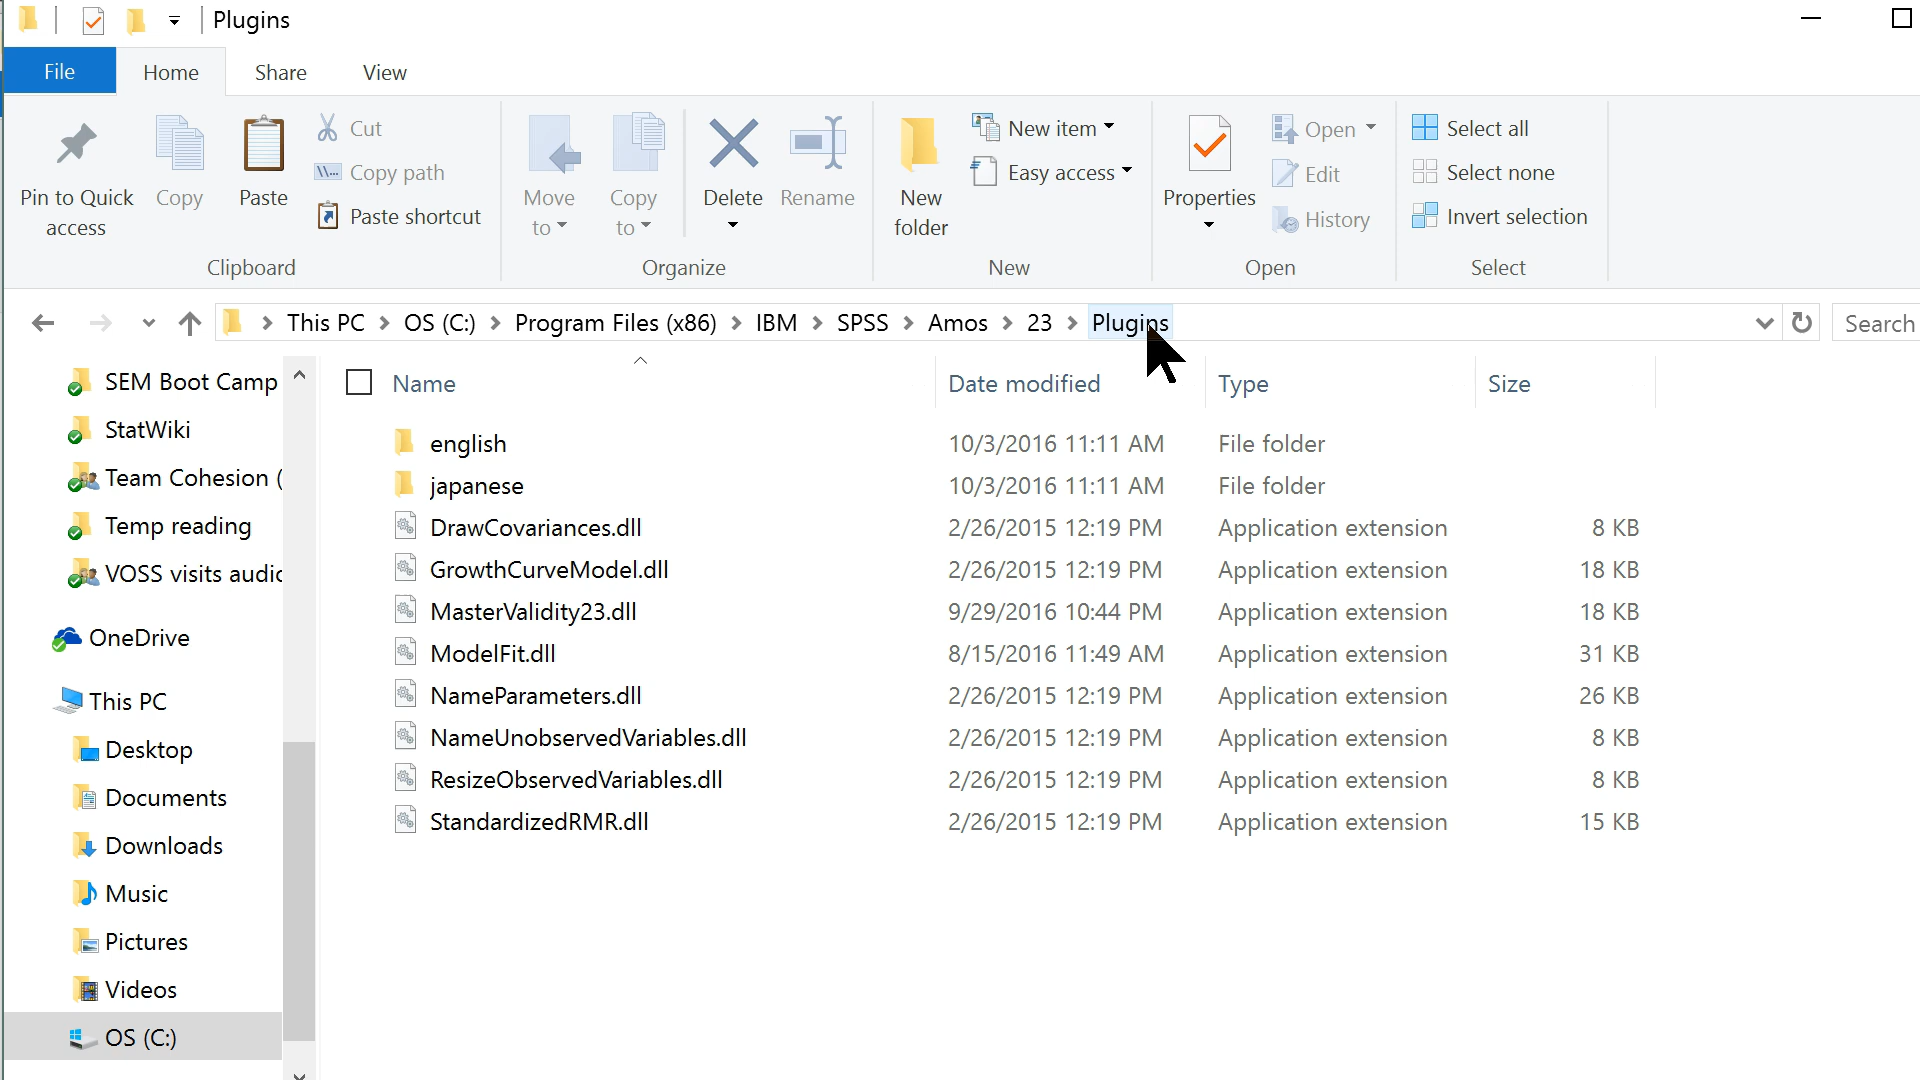 Plugins
File Home Share View
Pin to Quick access
Copy
Paste
Cut
Copy path
Paste shortcut
Clipboard
Move to
Copy to
Delete
Rename
Organize
New folder
New item
Easy access
New
Properties
Open
Edit
History
Open
Select all
Select none
Invert selection
Select
This PC > OS (C:) > Program Files (x86) > IBM > SPSS > Amos > 23 > Plugins
Search
SEM Boot Camp
StatWiki
Team Cohesion (
Temp reading
VOSS visits audio
OneDrive
This PC
Desktop
Documents
Downloads
Music
Pictures
Videos
OS (C:)
Name Date modified Type Size
english 10/3/2016 11:11 AM File folder
japanese 10/3/2016 11:11 AM File folder
DrawCovariances.dll 2/26/2015 12:19 PM Application extension 8 KB
GrowthCurveModel.dll 2/26/2015 12:19 PM Application extension 18 KB
MasterValidity23.dll 9/29/2016 10:44 PM Application extension 18 KB
ModelFit.dll 8/15/2016 11:49 AM Application extension 31 KB
NameParameters.dll 2/26/2015 12:19 PM Application extension 26 KB
NameUnobservedVariables.dll 2/26/2015 12:19 PM Application extension 8 KB
ResizeObservedVariables.dll 2/26/2015 12:19 PM Application extension 8 KB
StandardizedRMR.dll 2/26/2015 12:19 PM Application extension 15 KB